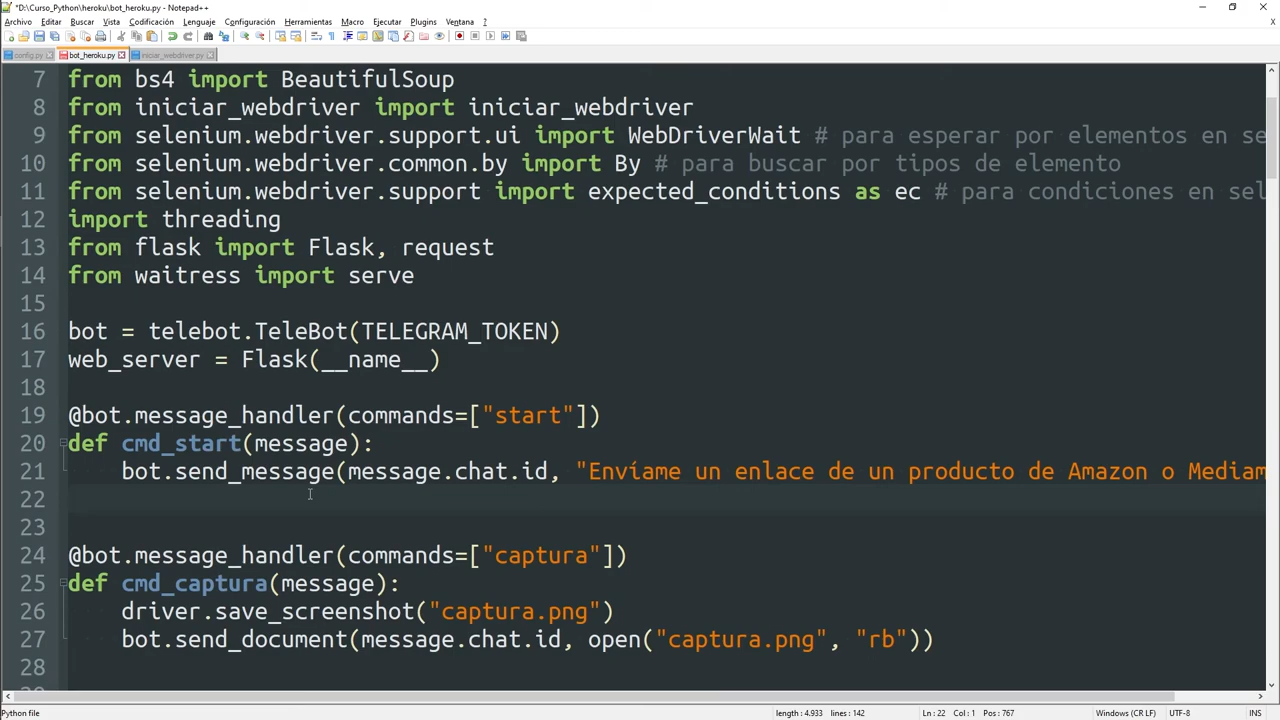 *D:\Curso_Python\heroku\bot_heroku.py - Notepad++
Archivo Editar Buscar Vista Codificación Lenguaje Configuración Herramientas Macro Ejecutar Plugins Ventana ?
config.py bot_heroku.py iniciar_webdriver.py
7 from bs4 import BeautifulSoup
8 from iniciar_webdriver import iniciar_webdriver
9 from selenium.webdriver.support.ui import WebDriverWait # para esperar por elementos en se
10 from selenium.webdriver.common.by import By # para buscar por tipos de elemento
11 from selenium.webdriver.support import expected_conditions as ec # para condiciones en sel
12 import threading
13 from flask import Flask, request
14 from waitress import serve
15
16 bot = telebot.TeleBot(TELEGRAM_TOKEN)
17 web_server = Flask(__name__)
18
19 @bot.message_handler(commands=["start"])
20 def cmd_start(message):
21 bot.send_message(message.chat.id, "Envíame un enlace de un producto de Amazon o Mediam
22
23
24 @bot.message_handler(commands=["captura"])
25 def cmd_captura(message):
26 driver.save_screenshot("captura.png")
27 bot.send_document(message.chat.id, open("captura.png", "rb"))
28
Python file length : 4.933 lines : 142 Ln : 22 Col : 1 Pos : 767 Windows (CR LF) UTF-8 INS